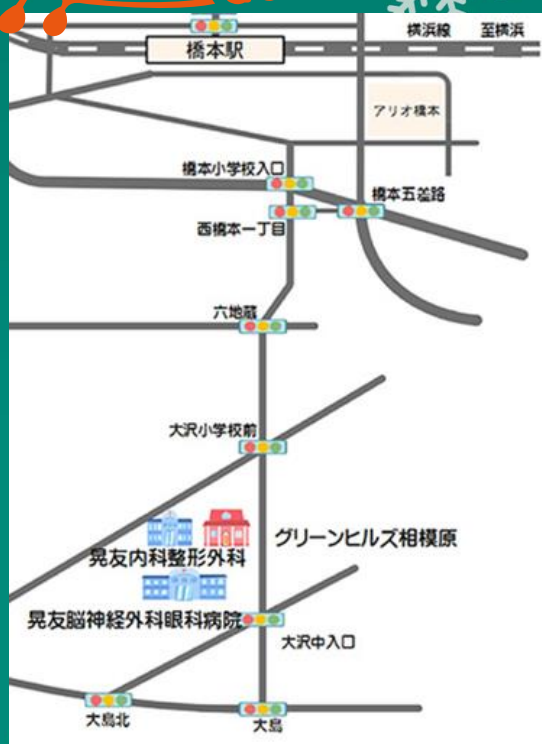 横浜線 至横浜
橋本駅
アリオ橋本
橋本小学校入口
橋本五差路
西橋本一丁目
六地蔵
大沢小学校前
グリーンヒルズ相模原
晃友内科整形外科
晃友脳神経外科眼科病院
大沢中入口
大島北
大島